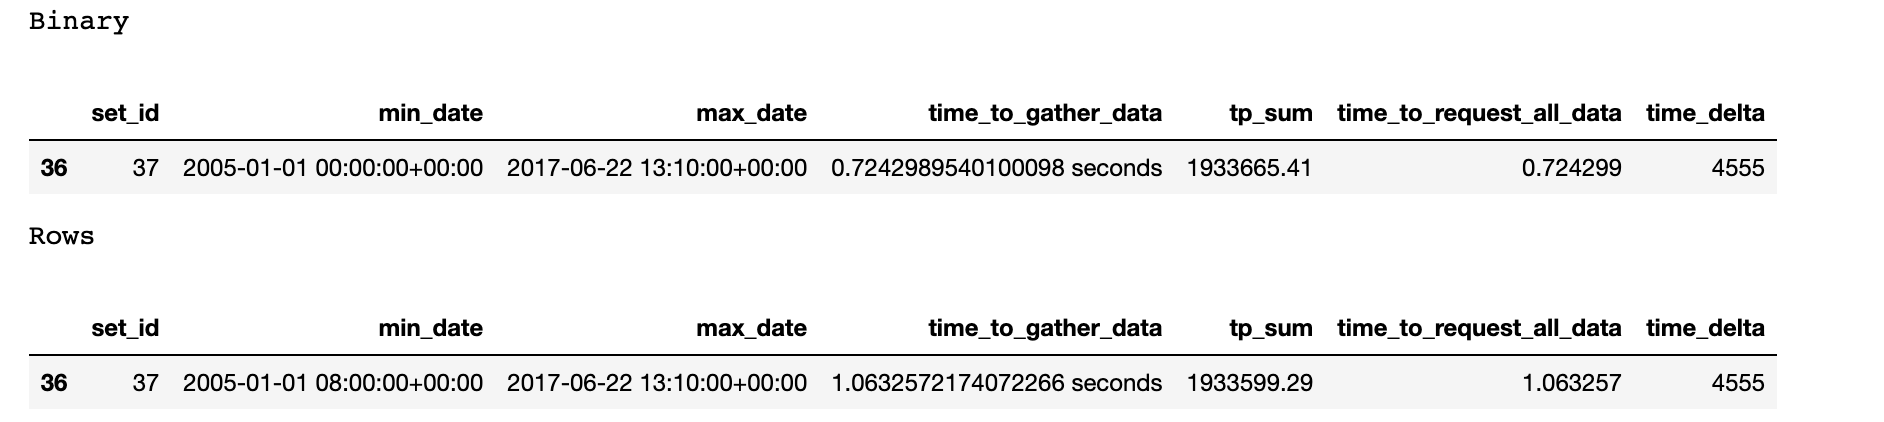 Binary
set_id min_date max_date time_to_gather_data tp_sum time_to_request_all_data time_delta
36 37 2005-01-01 00:00:00+00:00 2017-06-22 13:10:00+00:00 0.7242989540100098 seconds 1933665.41 0.724299 4555
Rows
set_id min_date max_date time_to_gather_data tp_sum time_to_request_all_data time_delta
36 37 2005-01-01 08:00:00+00:00 2017-06-22 13:10:00+00:00 1.0632572174072266 seconds 1933599.29 1.063257 4555